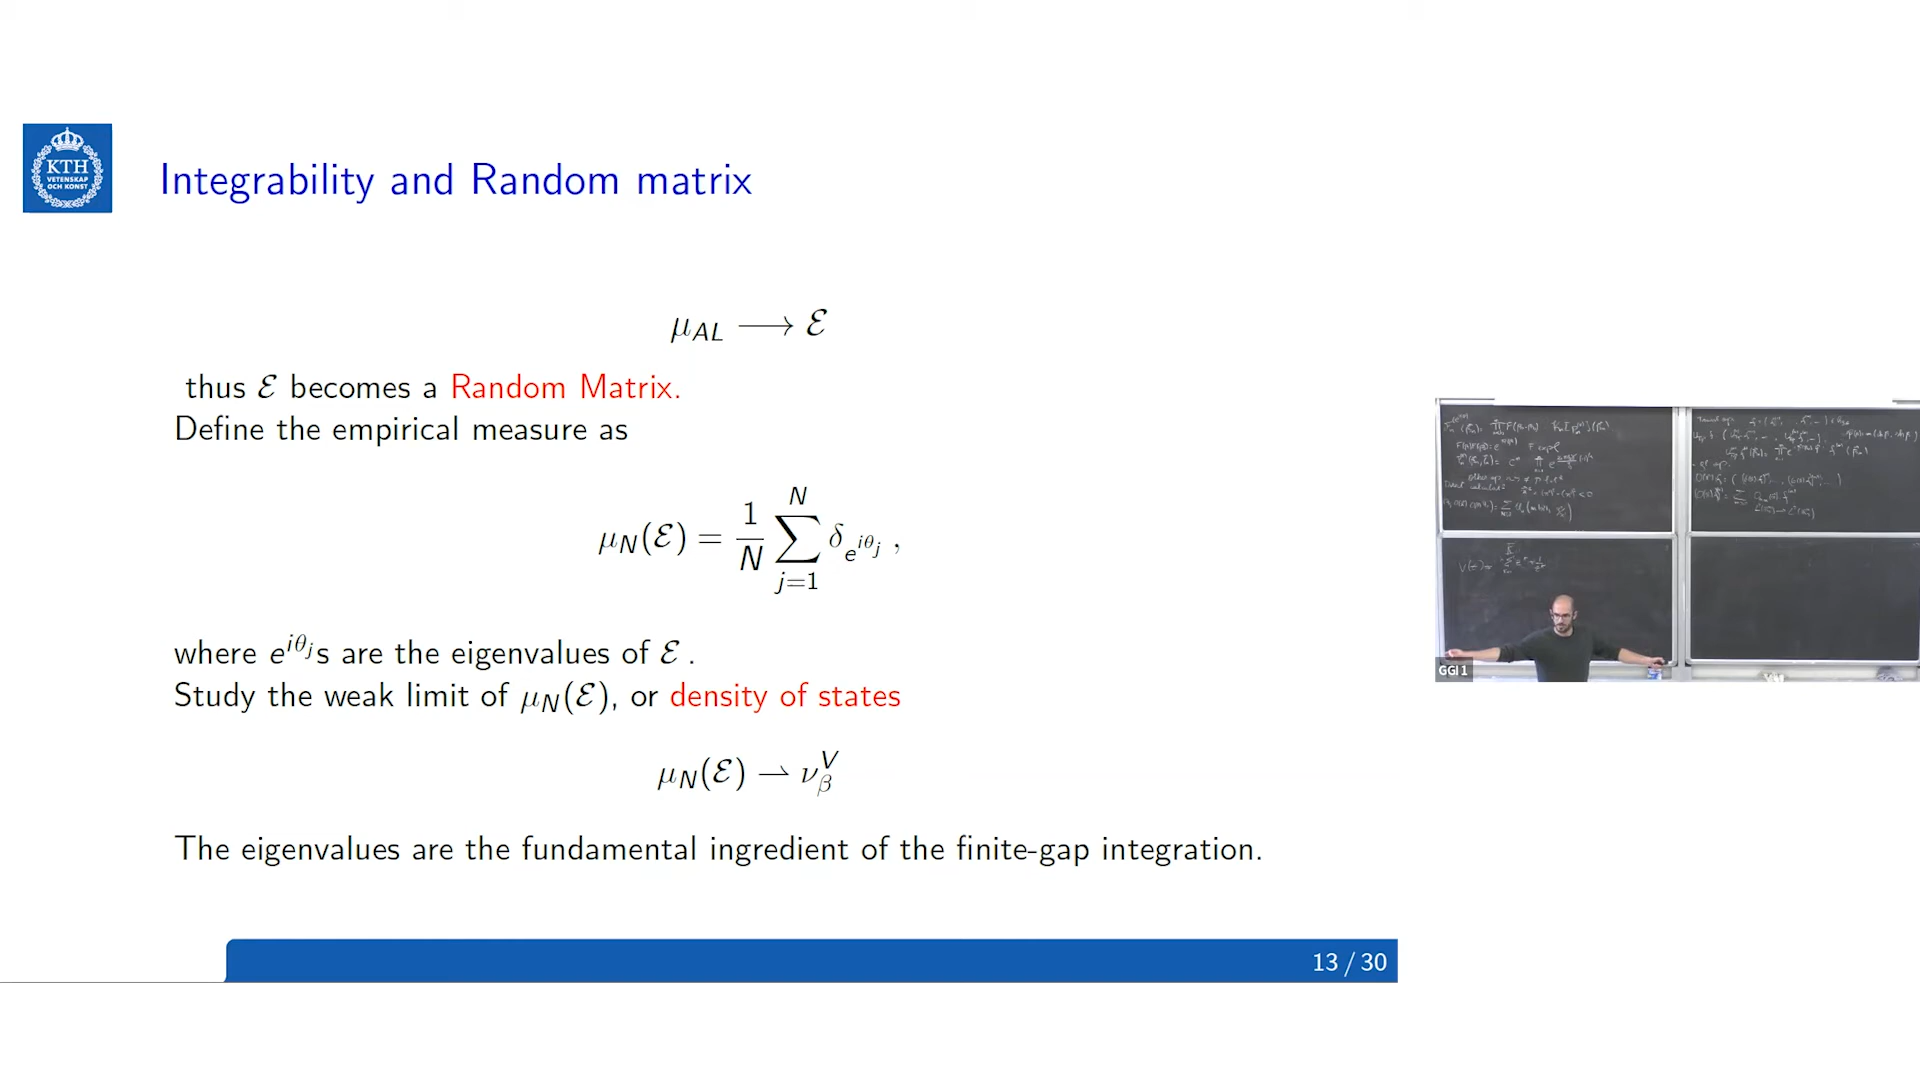 KTH
VETENSKAP
OCH KONST
Integrability and Random matrix
μ_AL ⟶ ℰ
thus ℰ becomes a Random Matrix.
Define the empirical measure as
μ_N(ℰ) = 1/N ∑_{j=1}^{N} δ_{e^{iθ_j}} ,
where e^{iθ_j}s are the eigenvalues of ℰ .
Study the weak limit of μ_N(ℰ), or density of states
μ_N(ℰ) ⇀ ν_β^V
The eigenvalues are the fundamental ingredient of the finite-gap integration.
13 / 30
GGI 1